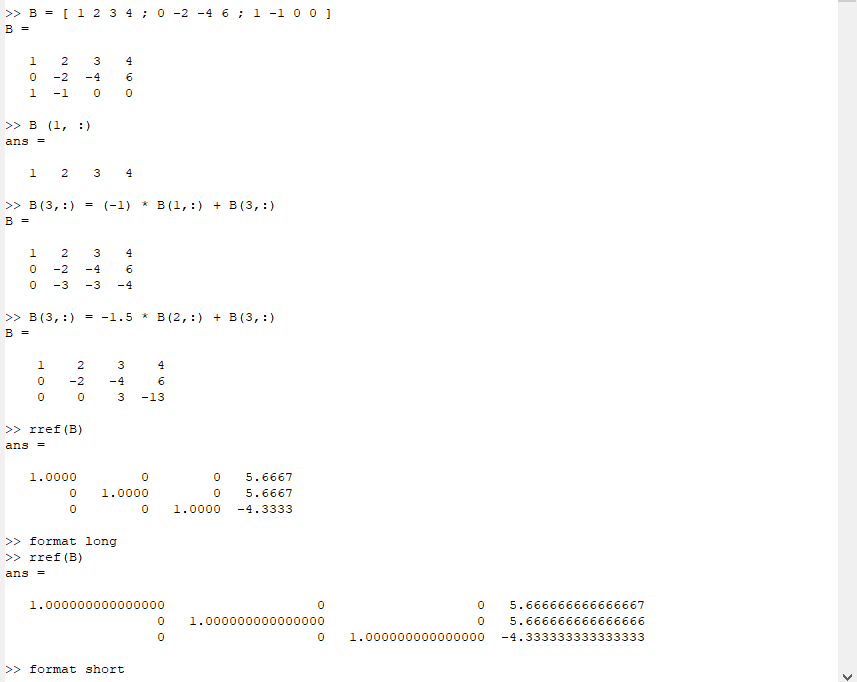 >> B = [ 1 2 3 4 ; 0 -2 -4 6 ; 1 -1 0 0 ]
B =
1 2 3 4
0 -2 -4 6
1 -1 0 0
>> B (1, :)
ans =
1 2 3 4
>> B(3,:) = (-1) * B(1,:) + B(3,:)
B =
1 2 3 4
0 -2 -4 6
0 -3 -3 -4
>> B(3,:) = -1.5 * B(2,:) + B(3,:)
B =
1 2 3 4
0 -2 -4 6
0 0 3 -13
>> rref(B)
ans =
1.0000 0 0 5.6667
0 1.0000 0 5.6667
0 0 1.0000 -4.3333
>> format long
>> rref(B)
ans =
1.000000000000000 0 0 5.666666666666667
0 1.000000000000000 0 5.666666666666666
0 0 1.000000000000000 -4.333333333333333
>> format short